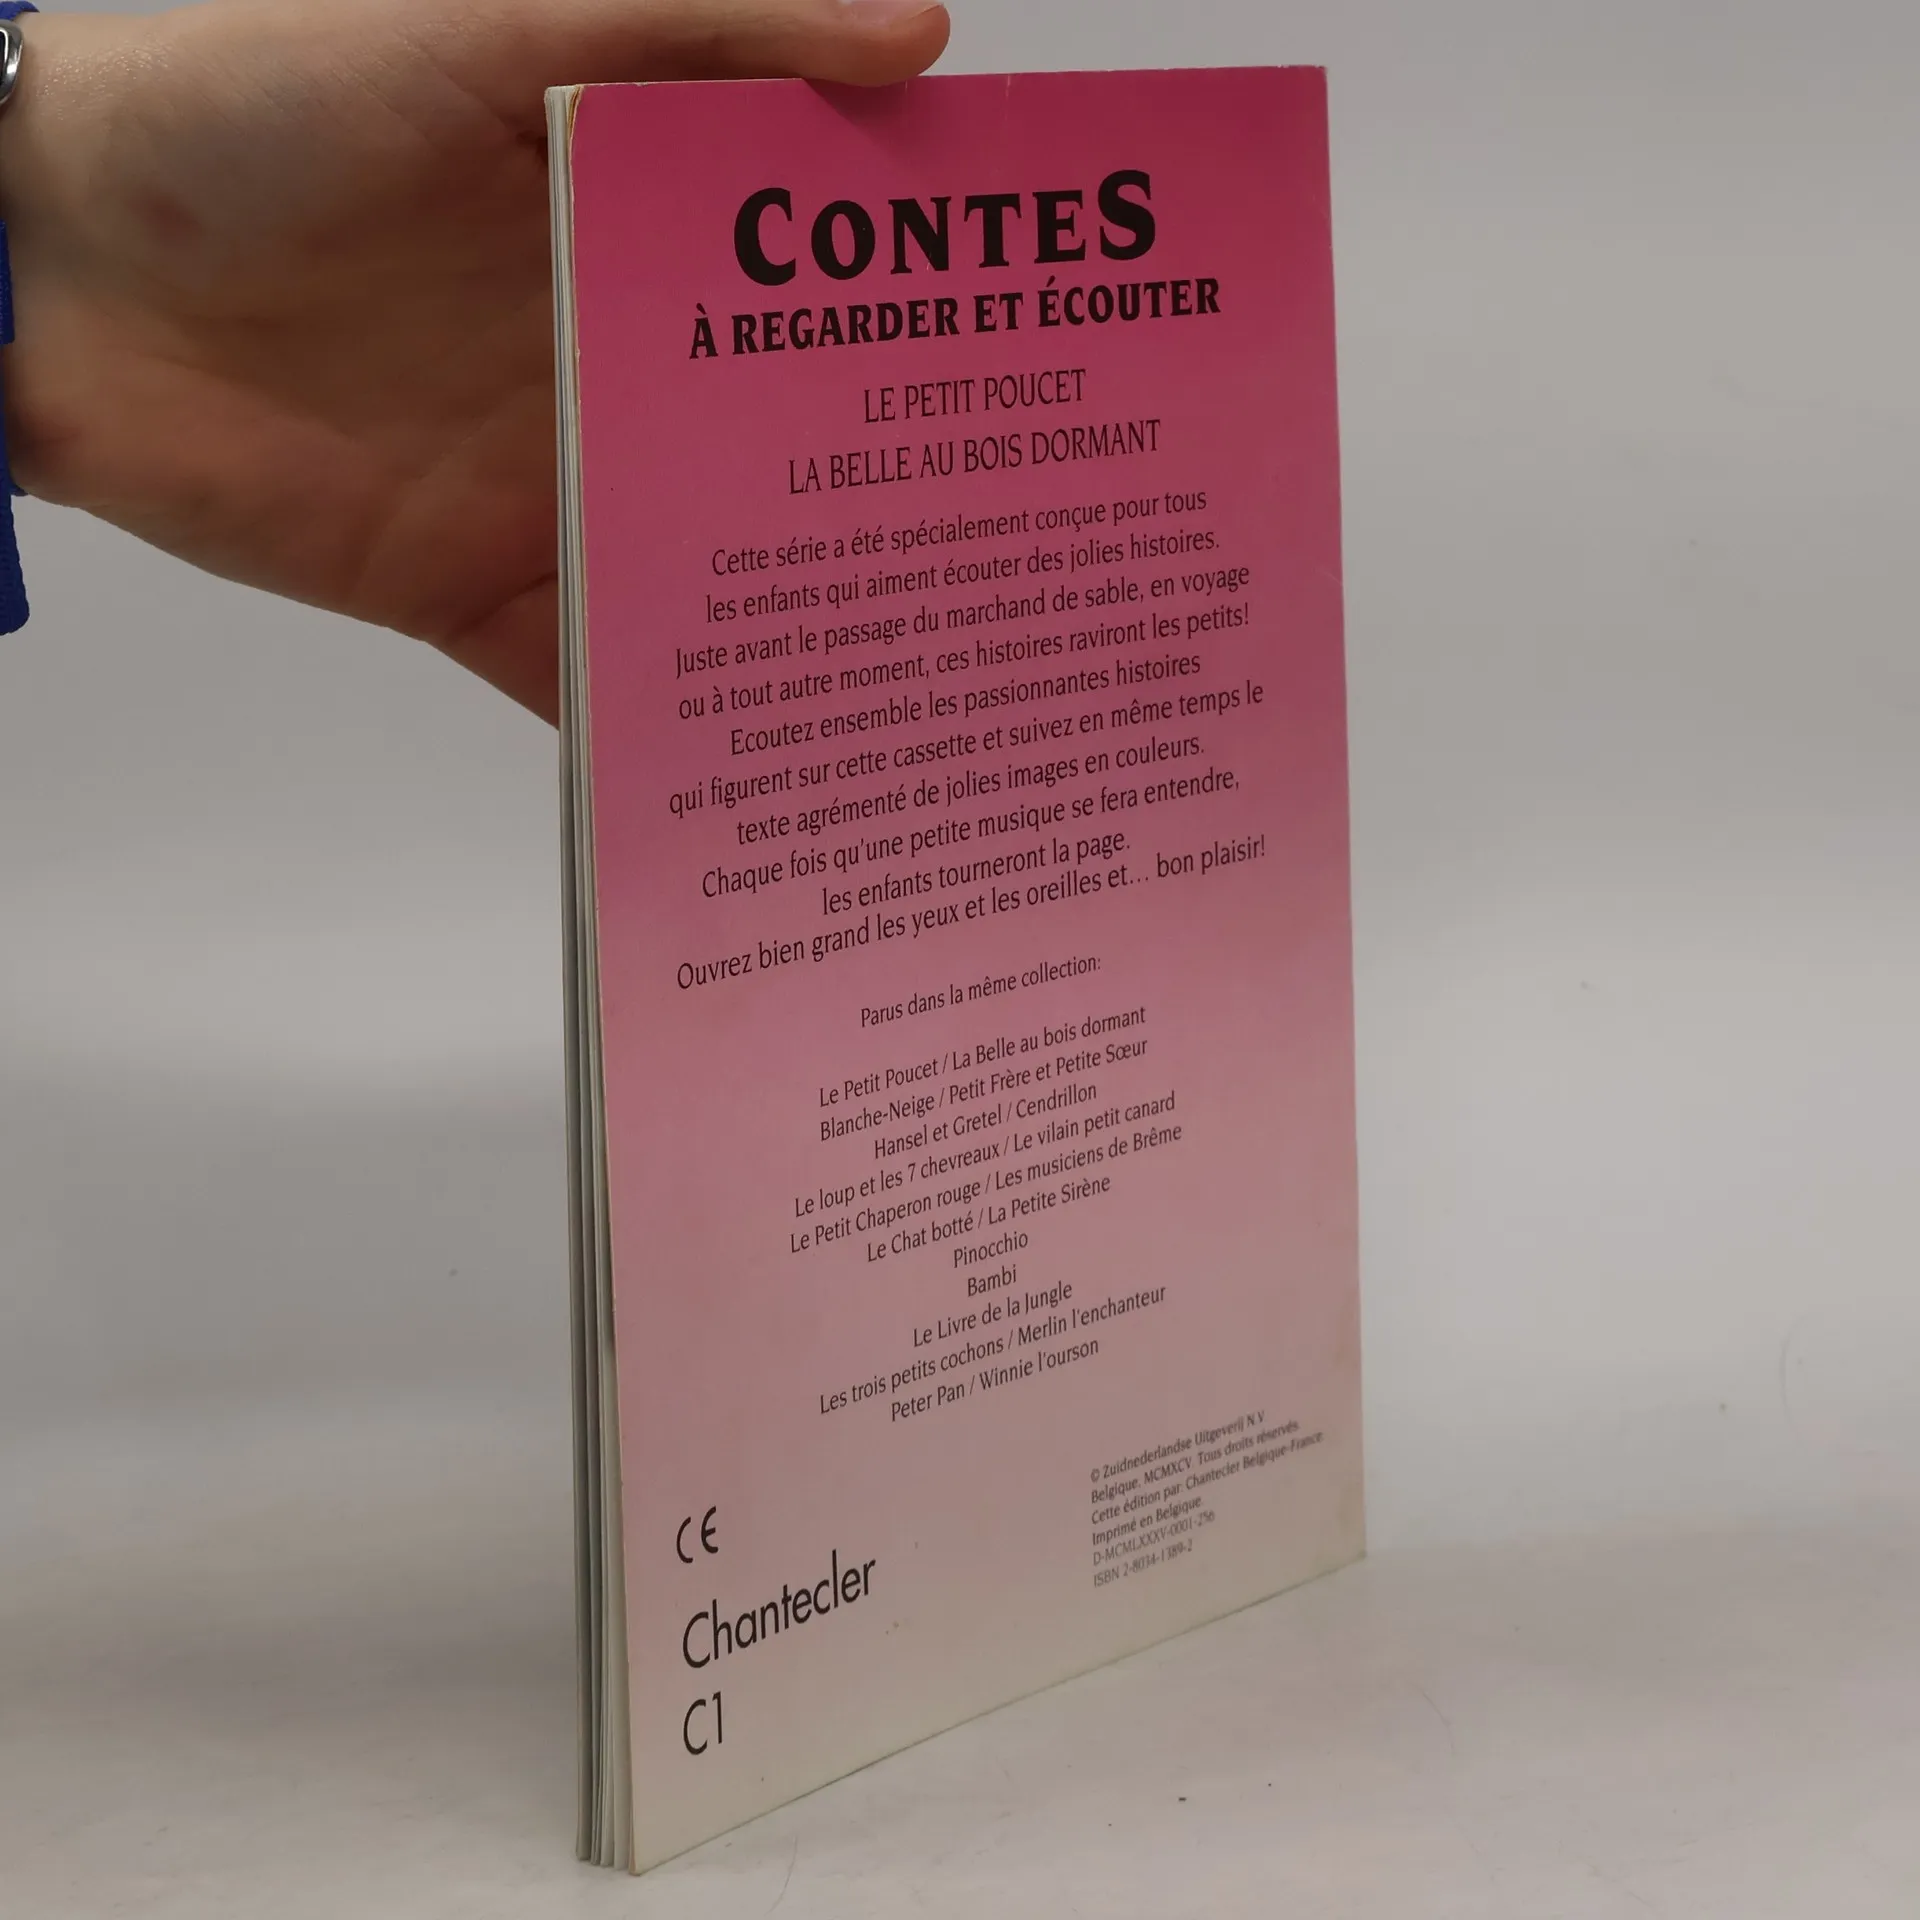 CONTES
À REGARDER ET ÉCOUTER
LE PETIT POUCET
LA BELLE AU BOIS DORMANT
Cette série a été spécialement conçue pour tous
les enfants qui aiment écouter des jolies histoires.
Juste avant le passage du marchand de sable, en voyage
ou à tout autre moment, ces histoires raviront les petits!
Ecoutez ensemble les passionnantes histoires
qui figurent sur cette cassette et suivez en même temps le
texte agrémenté de jolies images en couleurs.
Chaque fois qu'une petite musique se fera entendre,
les enfants tourneront la page.
Ouvrez bien grand les yeux et les oreilles et... bon plaisir!
Parus dans la même collection:
Le Petit Poucet / La Belle au bois dormant
Blanche-Neige / Petit Frère et Petite Sœur
Hansel et Gretel / Cendrillon
Le loup et les 7 chevreaux / Le vilain petit canard
Le Petit Chaperon rouge / Les musiciens de Brême
Le Chat botté / La Petite Sirène
Pinocchio
Bambi
Le Livre de la Jungle
Les trois petits cochons / Merlin l'enchanteur
Peter Pan / Winnie l'ourson
© Zuidnederlandse Uitgeverij N.V.
Belgique, MCMXCV. Tous droits réservés.
Cette édition par: Chantecler Belgique-France.
Imprimé en Belgique.
D-MCMLXXXV-0001-256
ISBN 2-8034-1389-2
CE
Chantecler
C1